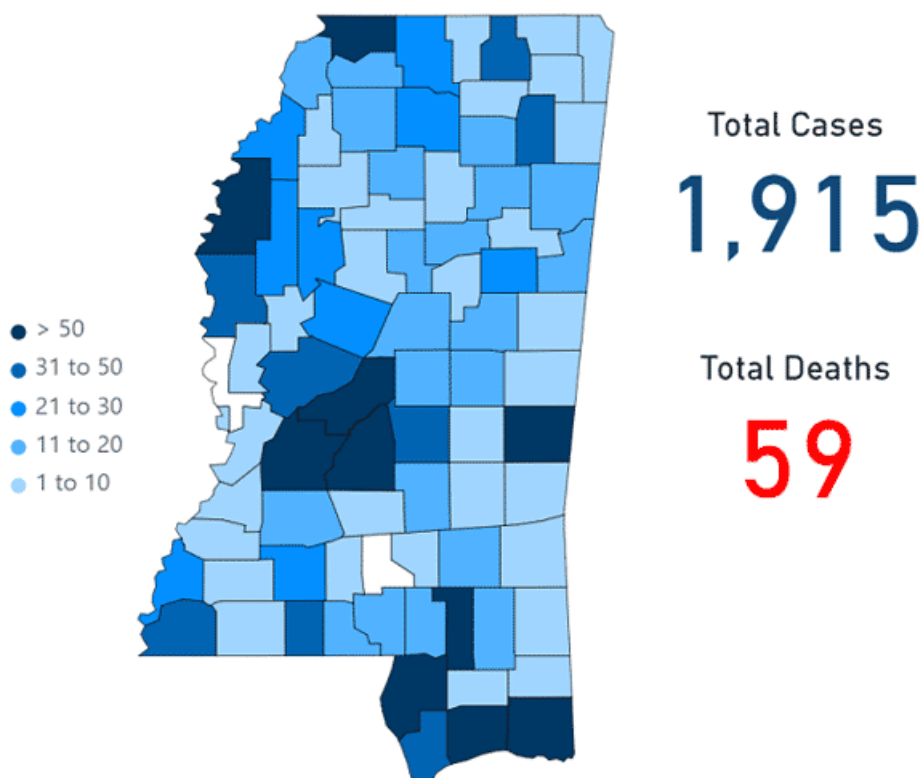 Total Cases
1,915
> 50
31 to 50
21 to 30
11 to 20
1 to 10
Total Deaths
59